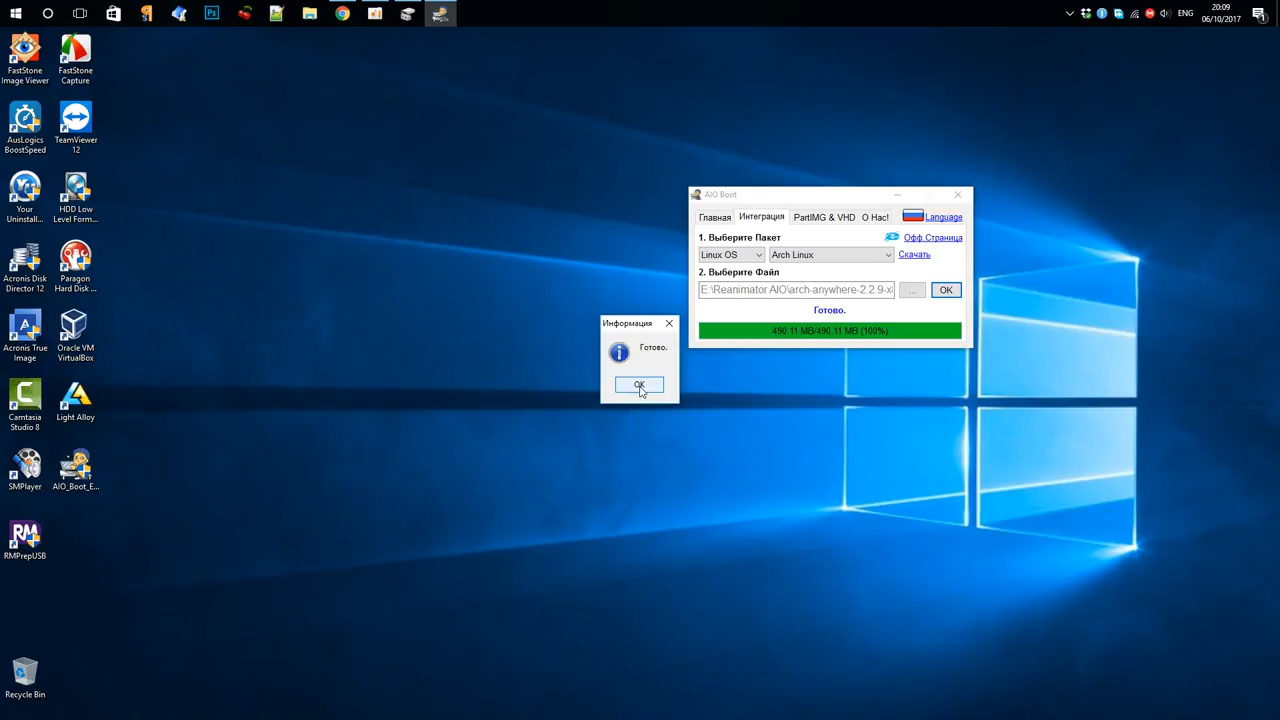 Ps
ENG
20:09
06/10/2017
1
FastStone
Image Viewer
FastStone
Capture
AusLogics
BoostSpeed
TeamViewer
12
Your
Uninstall...
HDD Low
Level Form...
Acronis Disk
Director 12
Paragon
Hard Disk ...
Acronis True
Image
Oracle VM
VirtualBox
Camtasia
Studio 8
Light Alloy
SMPlayer
AIO_Boot_E...
RM
RMPrepUSB
Recycle Bin
AIO Boot
Главная Интеграция PartIMG & VHD О Нас! Language
1. Выберите Пакет Офф.Страница
Linux OS Arch Linux Скачать
2. Выберите Файл
E:\Reanimator AIO\arch-anywhere-2.2.9-x ... OK
Готово.
490.11 MB/490.11 MB (100%)
Информация
Готово.
OK